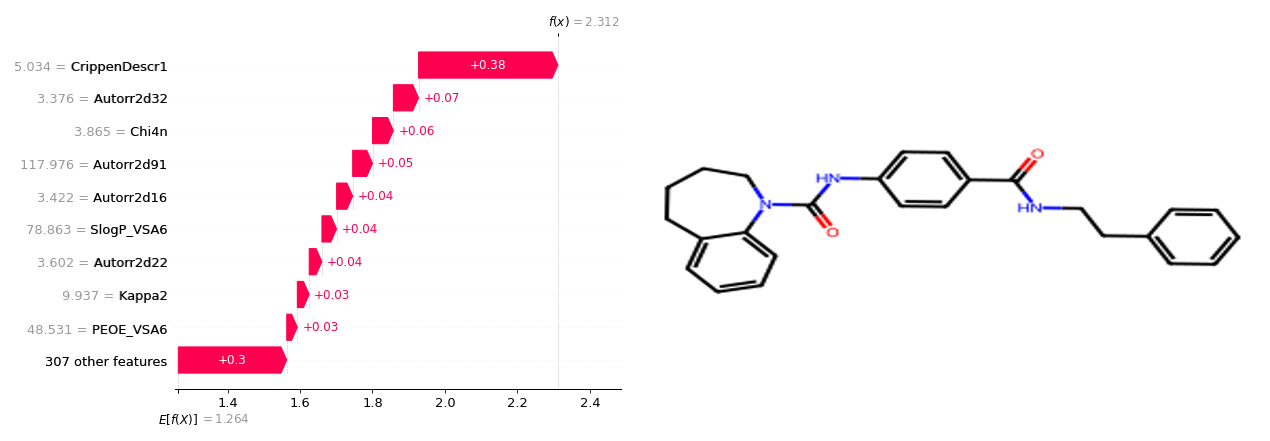 f(x) = 2.312
5.034 = CrippenDescr1
+0.38
3.376 = Autorr2d32
+0.07
3.865 = Chi4n
+0.06
117.976 = Autorr2d91
+0.05
3.422 = Autorr2d16
+0.04
78.863 = SlogP_VSA6
+0.04
3.602 = Autorr2d22
+0.04
9.937 = Kappa2
+0.03
48.531 = PEOE_VSA6
+0.03
307 other features
+0.3
1.4 1.6 1.8 2.0 2.2 2.4
E[f(X)] = 1.264
HN
O
N
O
HN